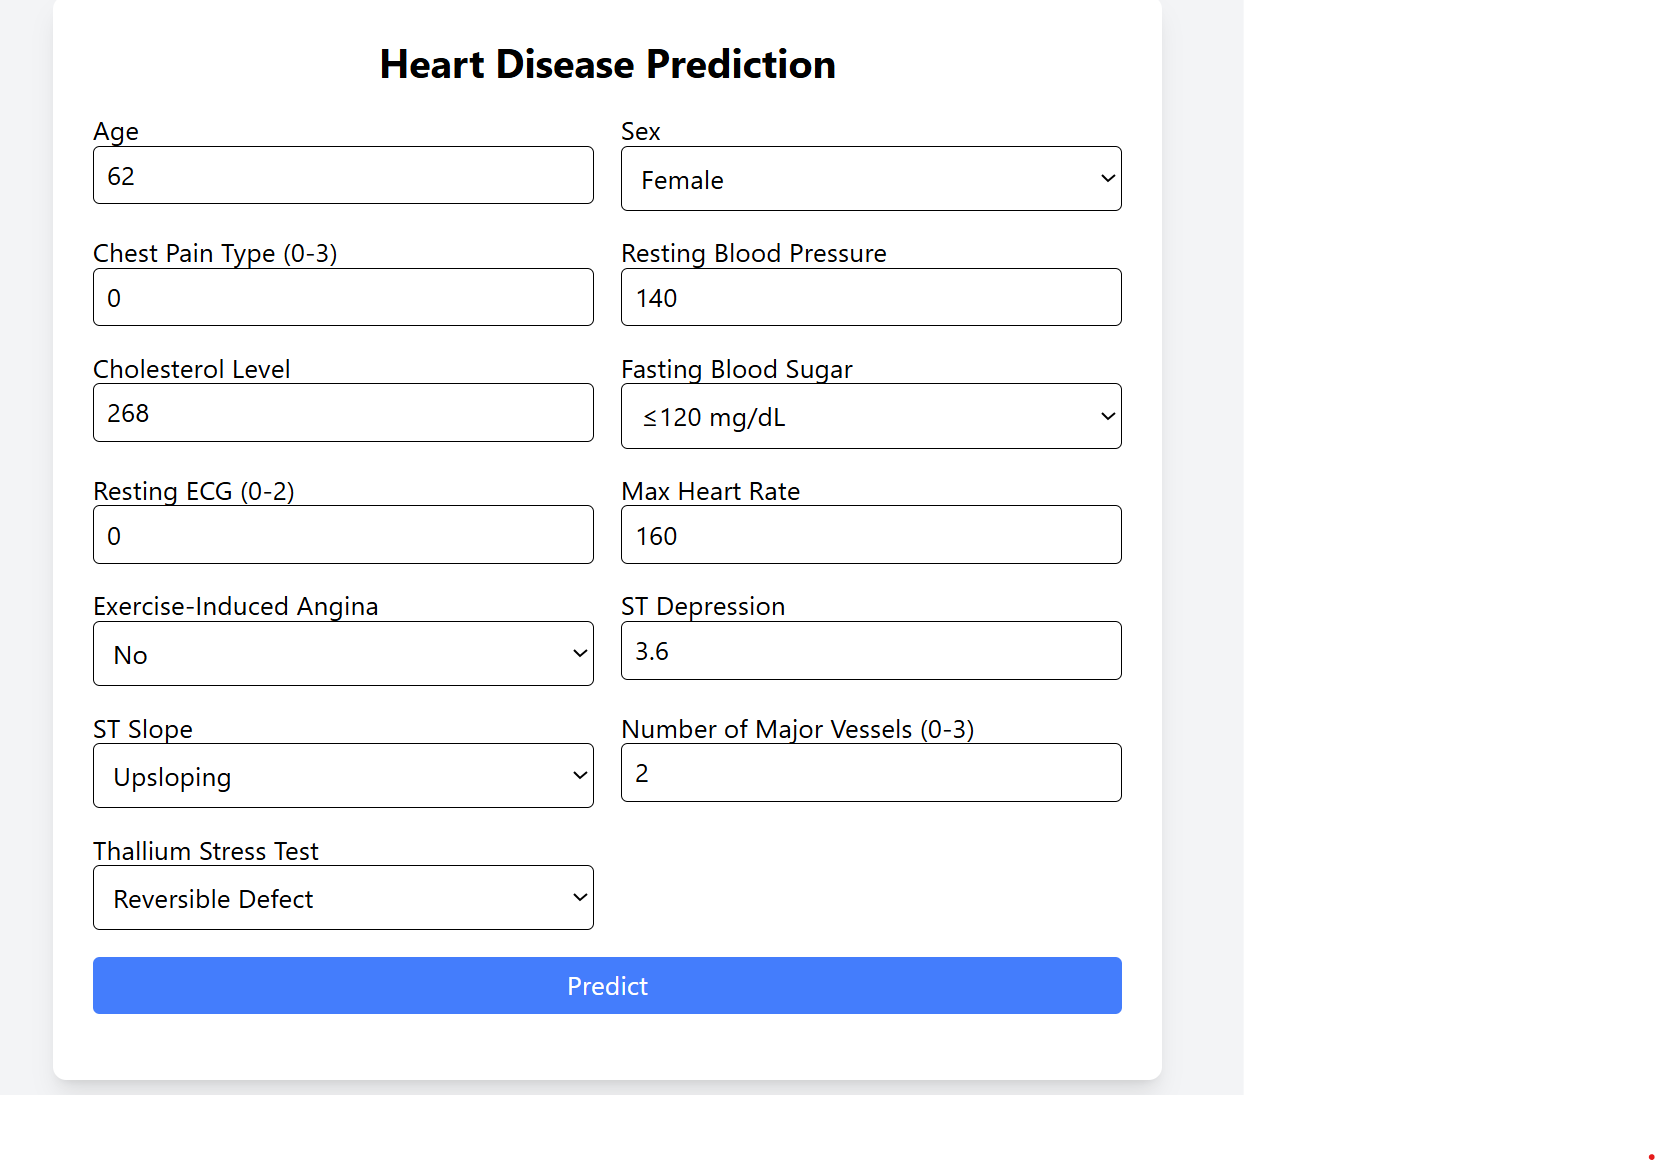 Heart Disease Prediction
Age
62
Sex
Female
Chest Pain Type (0-3)
0
Resting Blood Pressure
140
Cholesterol Level
268
Fasting Blood Sugar
≤120 mg/dL
Resting ECG (0-2)
0
Max Heart Rate
160
Exercise-Induced Angina
No
ST Depression
3.6
ST Slope
Upsloping
Number of Major Vessels (0-3)
2
Thallium Stress Test
Reversible Defect
Predict